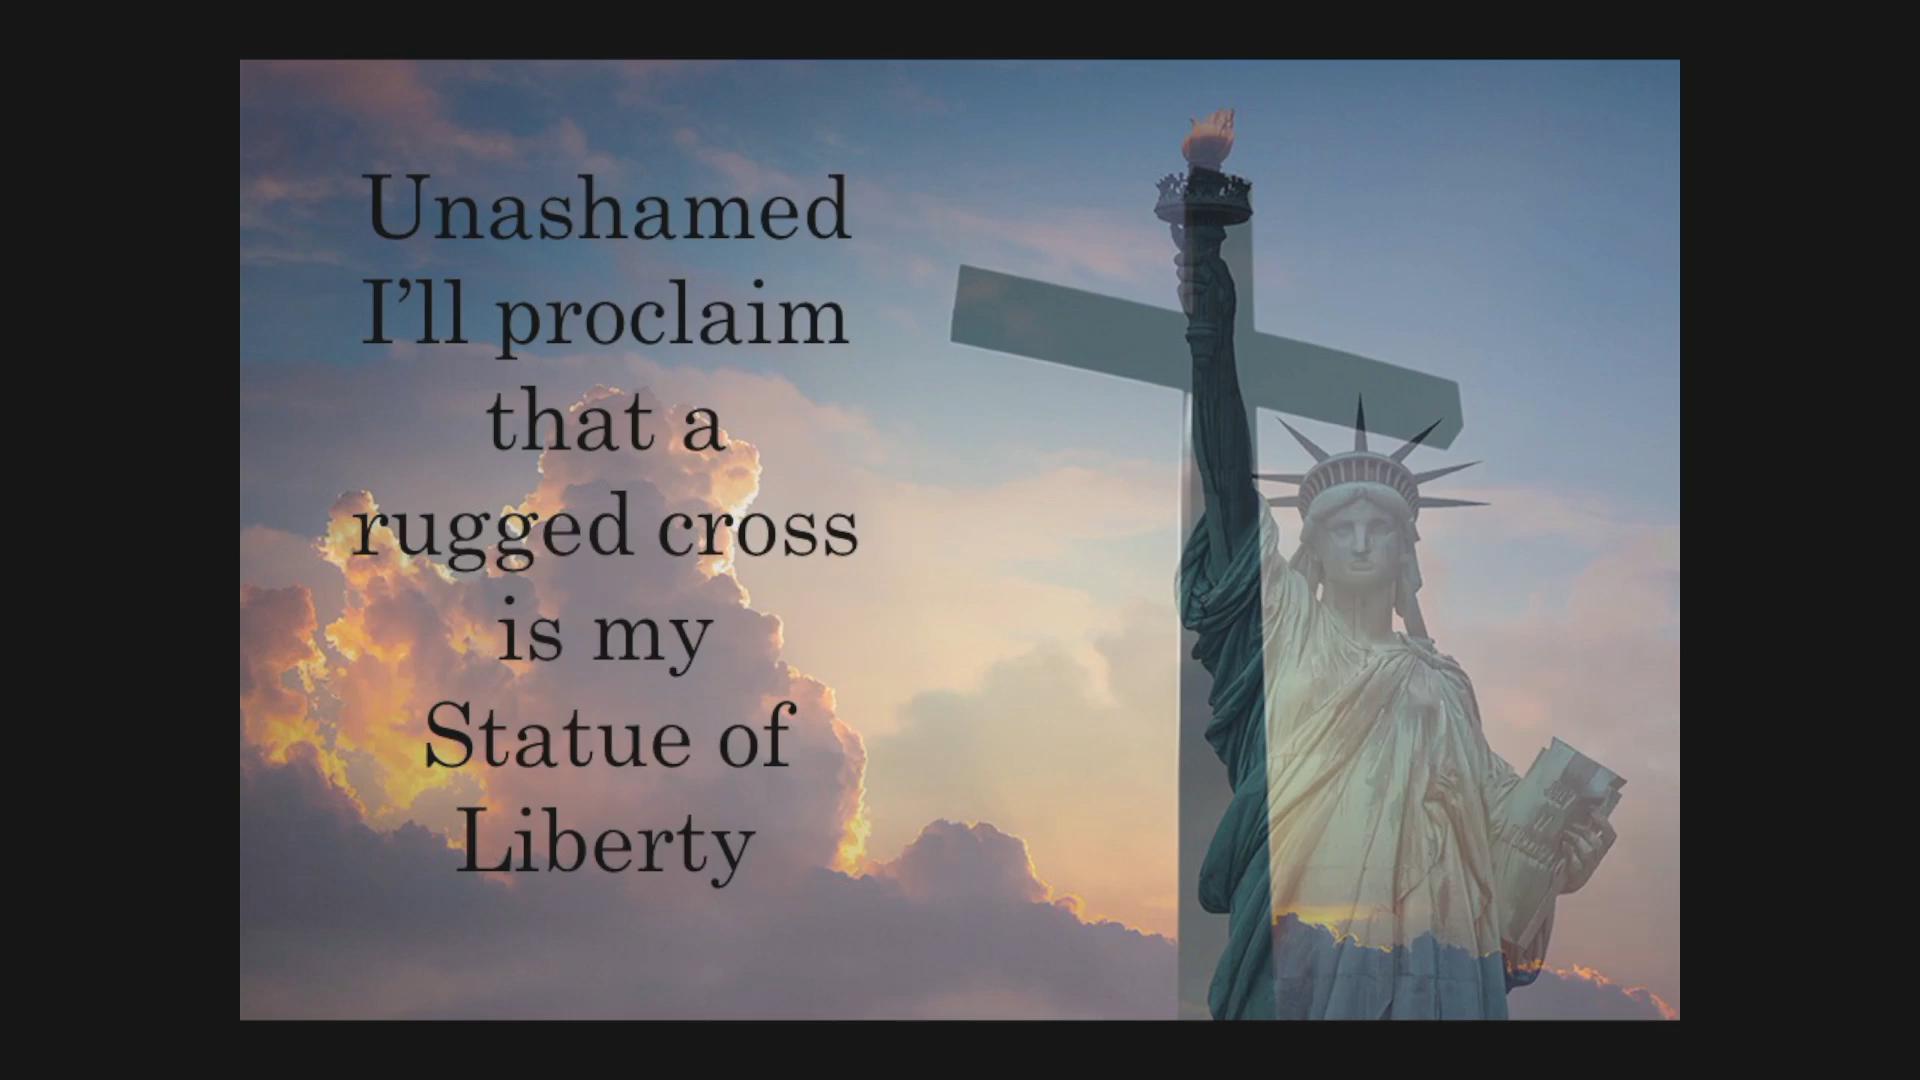 Unashamed
I’ll proclaim
that a
rugged cross
is my
Statue of
Liberty